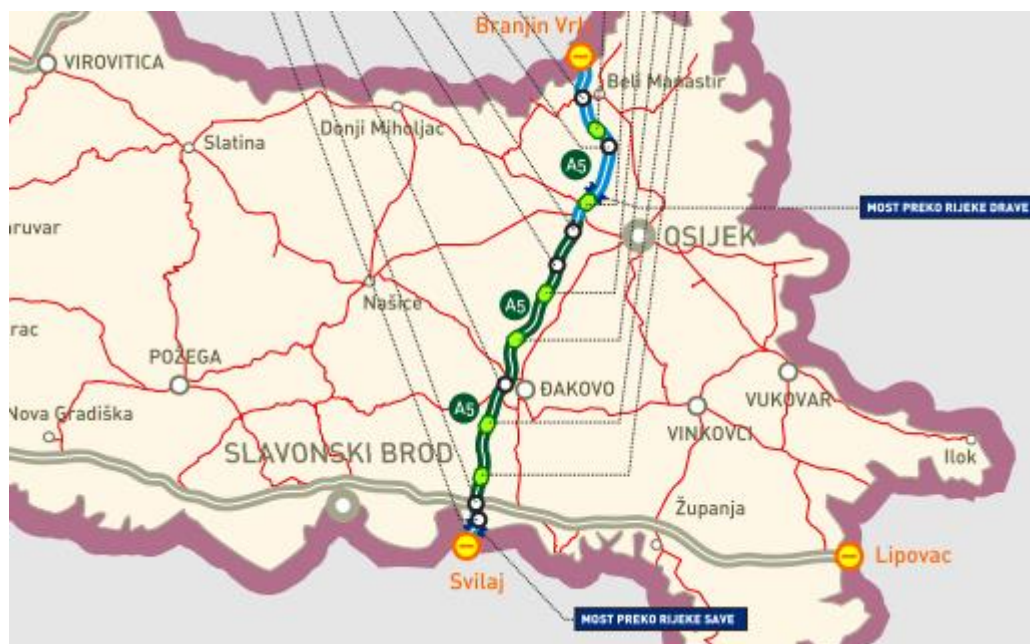 Branjin Vrh
VIROVITICA
Beli Manastir
Donji Miholjac
Slatina
A5
MOST PREKO RIJEKE DRAVE
aruvar
OSIJEK
Našice
A5
rac
POŽEGA
ĐAKOVO
VUKOVAR
A5
Nova Gradiška
VINKOVCI
SLAVONSKI BROD
Ilok
Županja
Lipovac
Svilaj
MOST PREKO RIJEKE SAVE